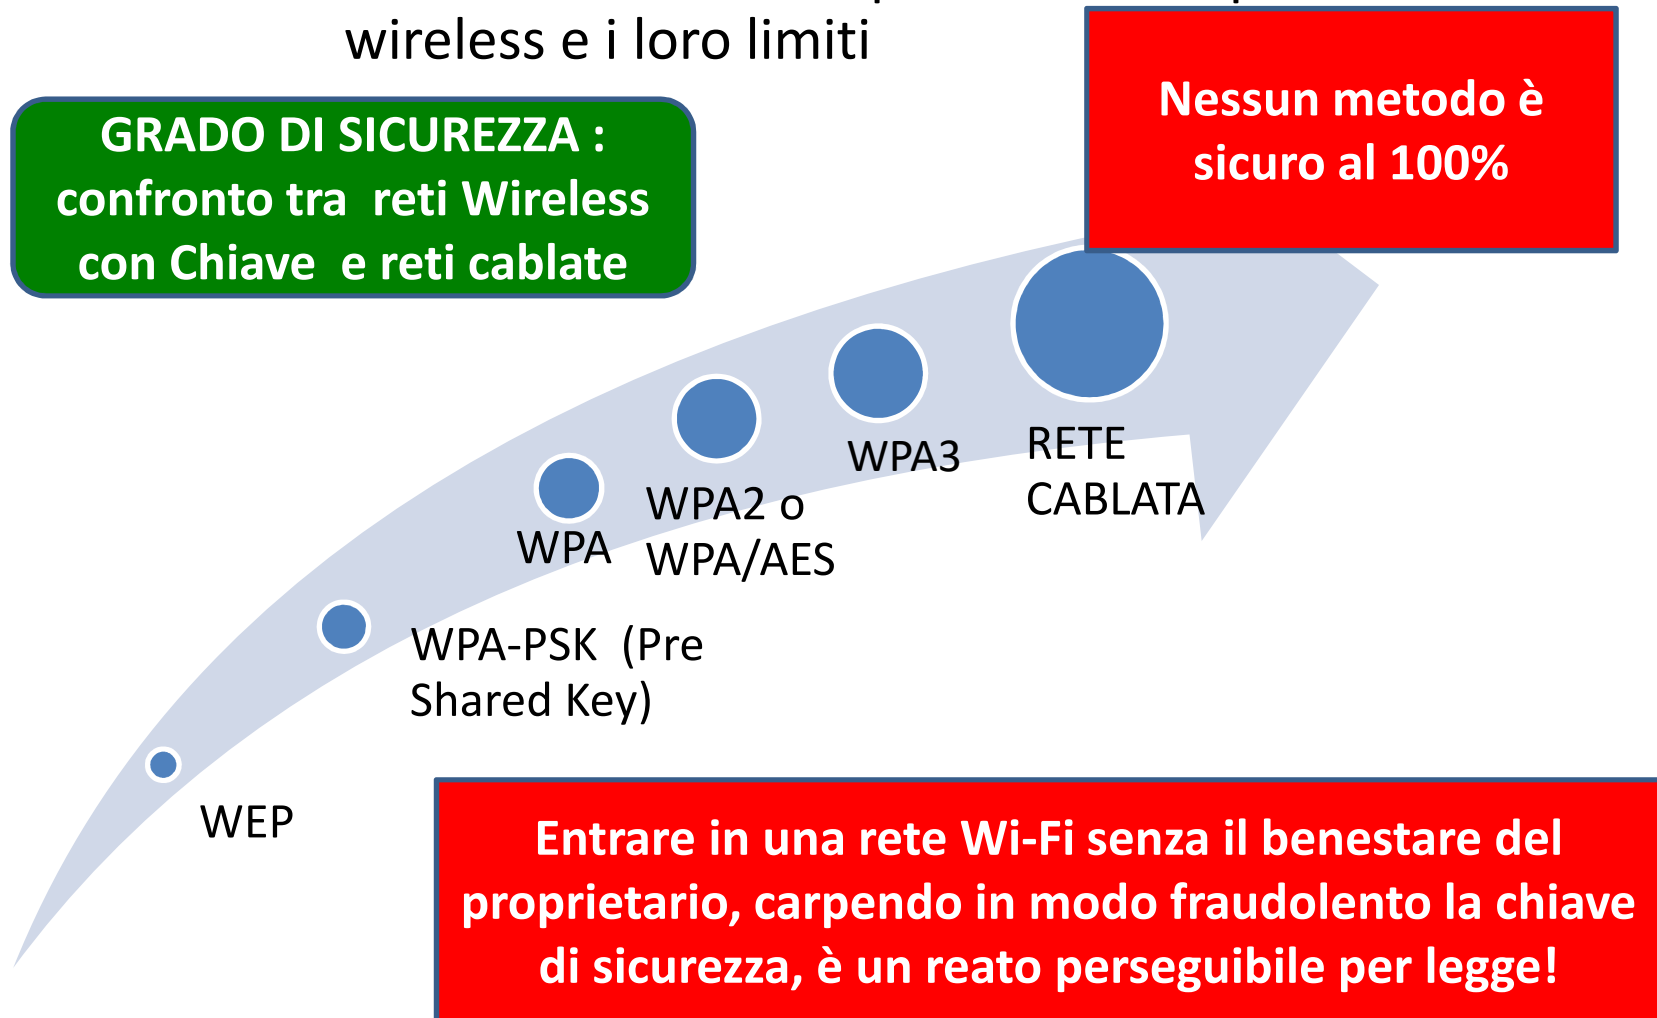 wireless e i loro limiti
Nessun metodo è
sicuro al 100%
GRADO DI SICUREZZA :
confronto tra  reti Wireless
con Chiave  e reti cablate
RETE
CABLATA
WPA3
WPA2 o
WPA/AES
WPA
WPA-PSK  (Pre
Shared Key)
WEP
Entrare in una rete Wi-Fi senza il benestare del
proprietario, carpendo in modo fraudolento la chiave
di sicurezza, è un reato perseguibile per legge!